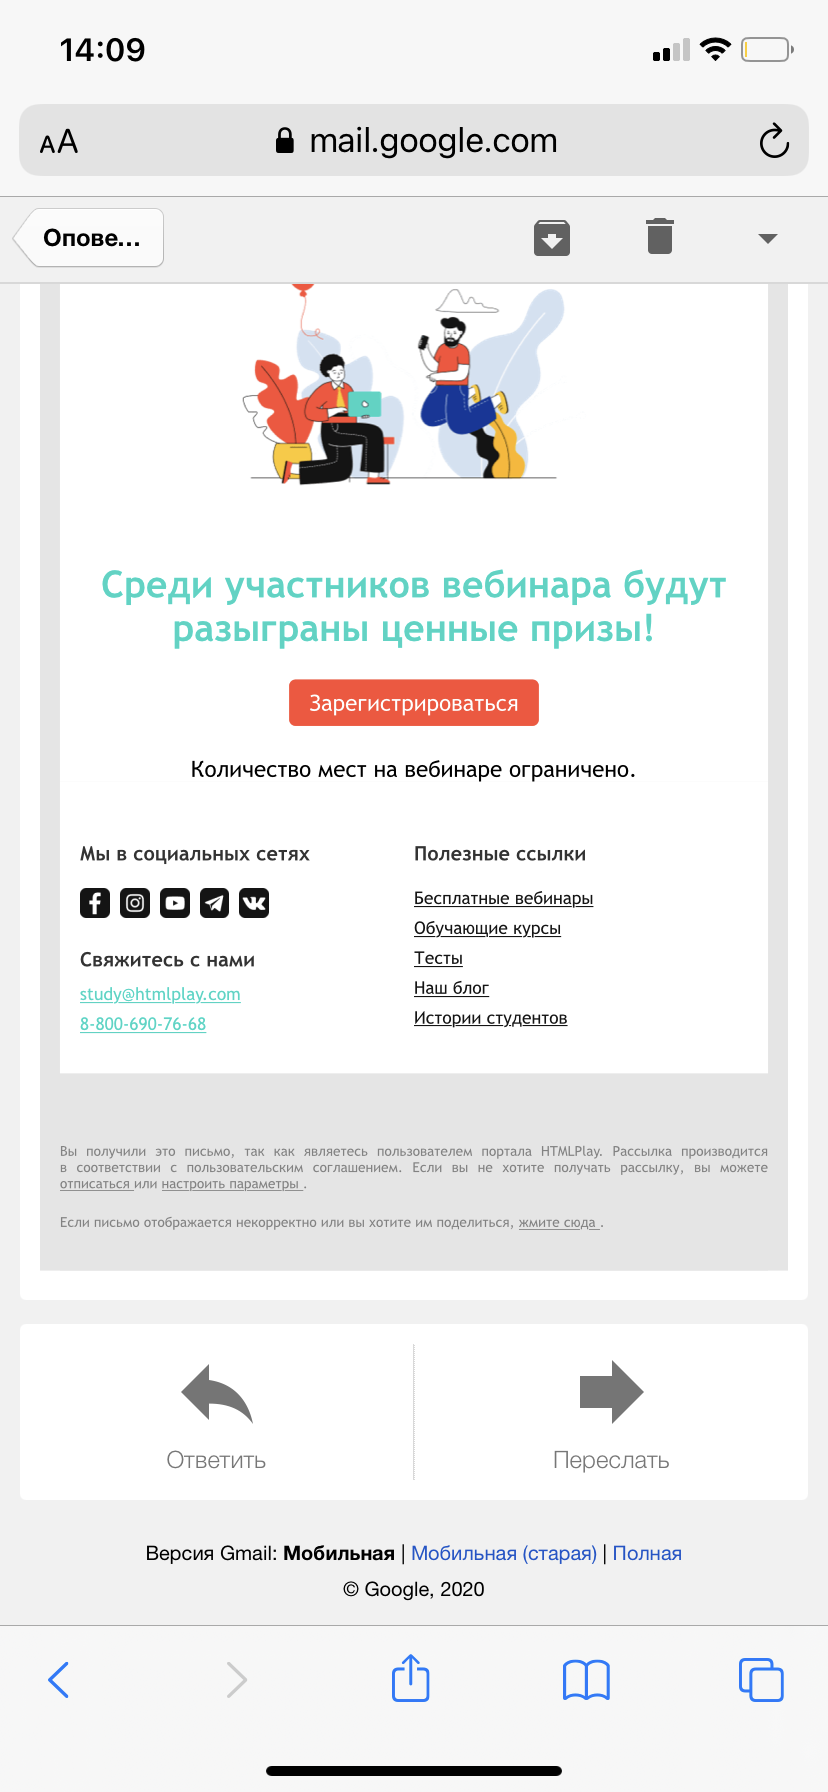 14:09
AA mail.google.com
Опове...
Среди участников вебинара будут
разыграны ценные призы!
Зарегистрироваться
Количество мест на вебинаре ограничено.
Мы в социальных сетях
Свяжитесь с нами
study@htmlplay.com
8-800-690-76-68
Полезные ссылки
Бесплатные вебинары
Обучающие курсы
Тесты
Наш блог
Истории студентов
Вы получили это письмо, так как являетесь пользователем портала HTMLPlay. Рассылка производится
в соответствии с пользовательским соглашением. Если вы не хотите получать рассылку, вы можете
отписаться или настроить параметры .
Если письмо отображается некорректно или вы хотите им поделиться, жмите сюда .
Ответить
Переслать
Версия Gmail: Мобильная | Мобильная (старая) | Полная
© Google, 2020